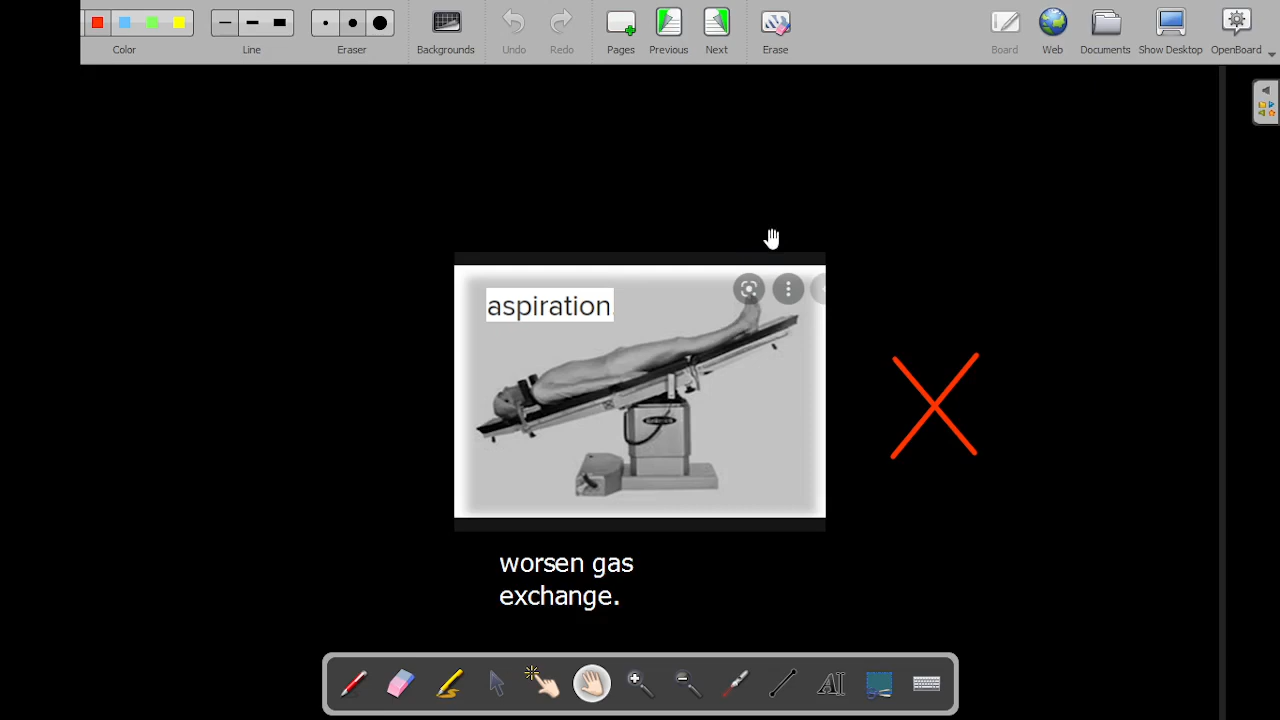 Color
Line
Eraser
Backgrounds
Undo
Redo
Pages
Previous
Next
Erase
Board
Web
Documents
Show Desktop
OpenBoard
aspiration
worsen gas
exchange.
AI